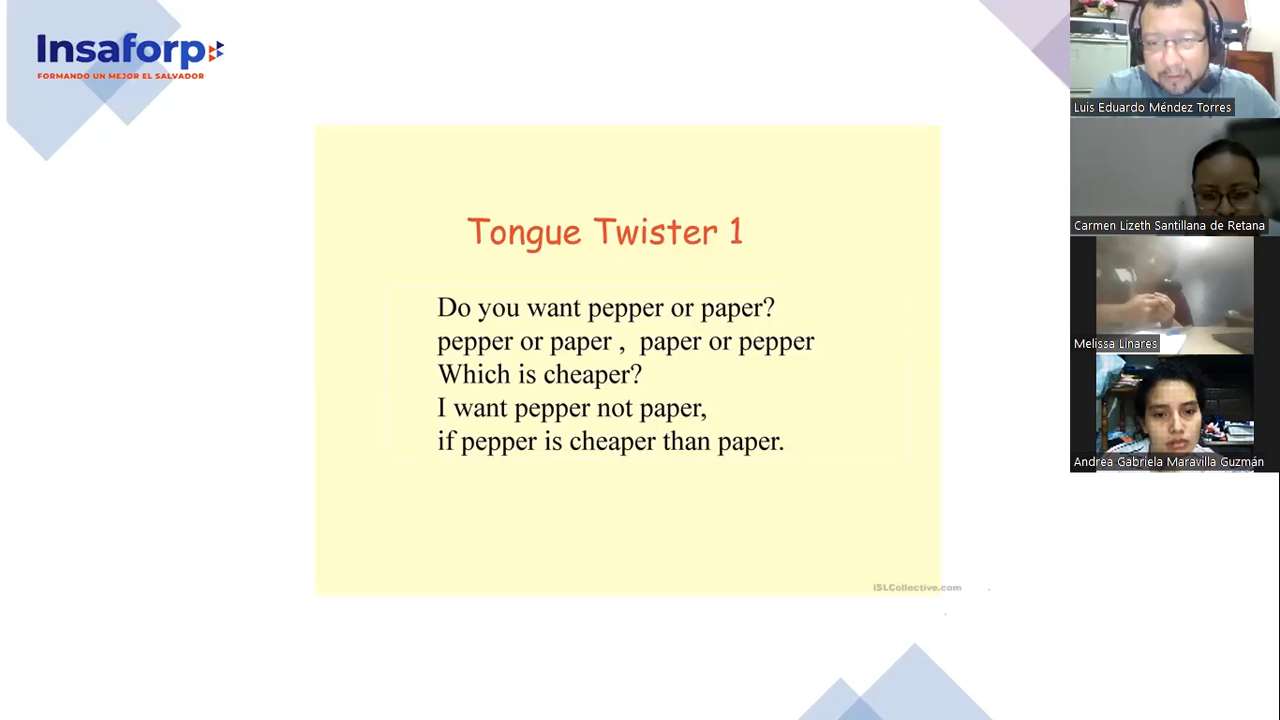 Insaforp
FORMANDO UN MEJOR EL SALVADOR
Tongue Twister 1
Do you want pepper or paper?
pepper or paper , paper or pepper
Which is cheaper?
I want pepper not paper,
if pepper is cheaper than paper.
iSLCollective.com
Luis Eduardo Méndez Torres
Carmen Lizeth Santillana de Retana
Melissa Linares
Andrea Gabriela Maravilla Guzmán